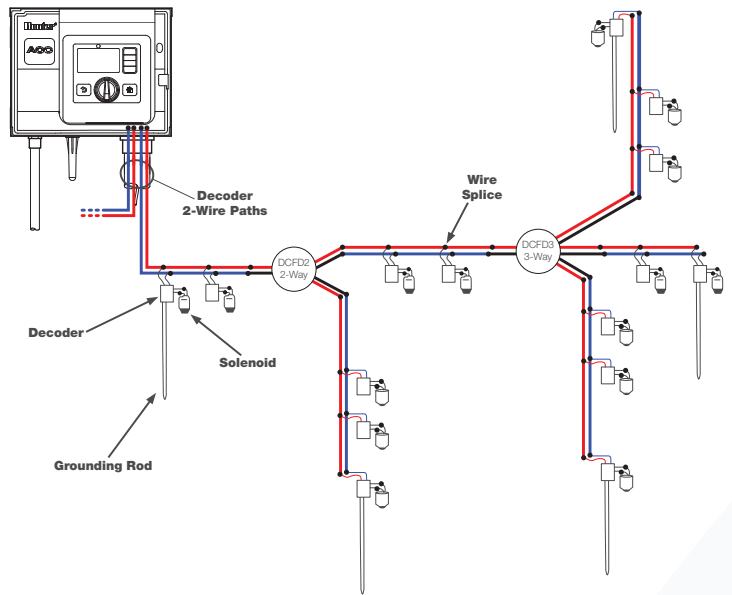 Hunter®
ACC
Decoder
2-Wire Paths
Wire
Splice
DCFD2
2-Way
DCFD3
3-Way
Decoder
Solenoid
Grounding Rod